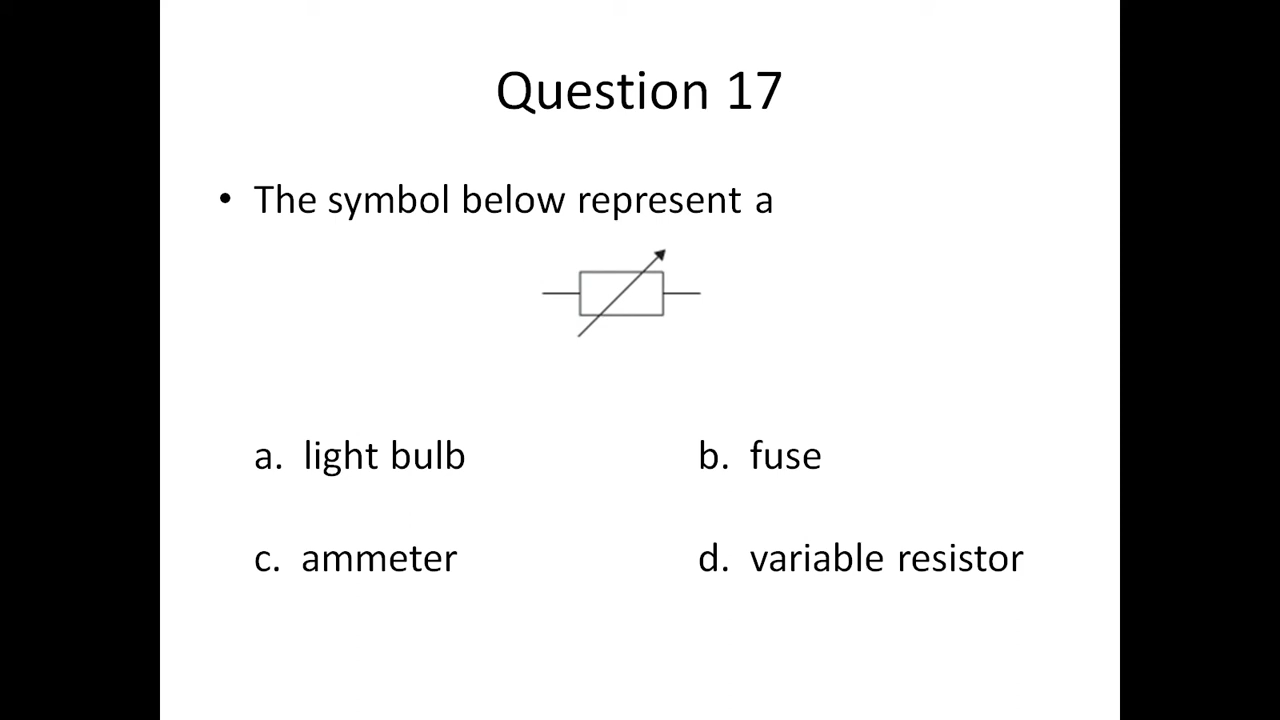 Question 17
• The symbol below represent a
a. light bulb b. fuse
c. ammeter d. variable resistor